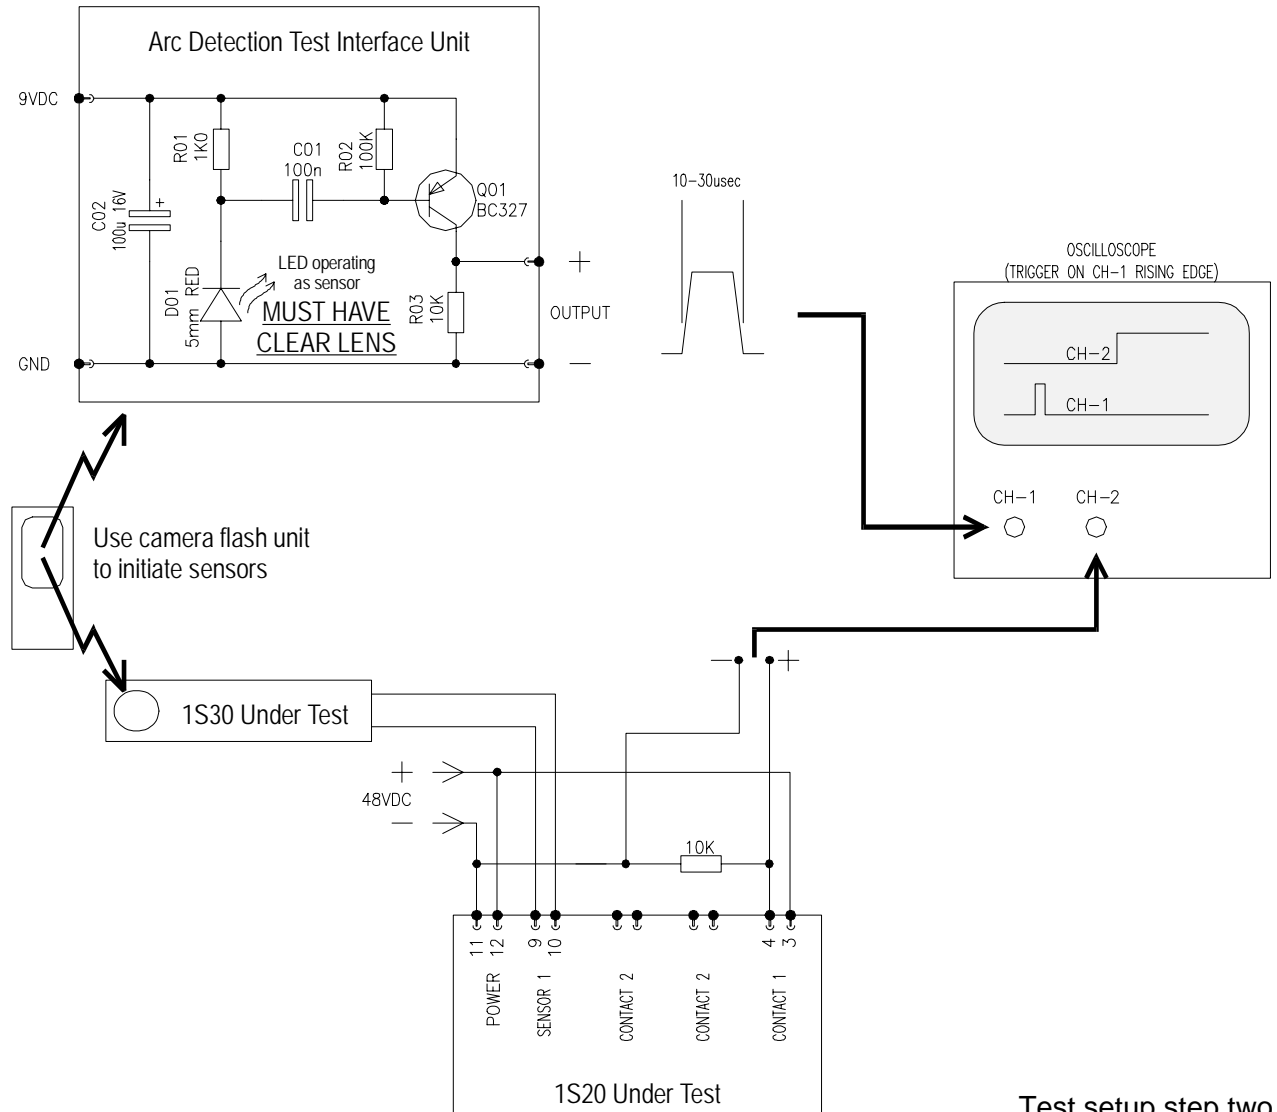 Arc Detection Test Interface Unit
9VDC
R01
1K0
C01
100n
R02
100K
Q01
BC327
C02
100u 16V
+
D01
5mm RED
LED operating
as sensor
MUST HAVE
CLEAR LENS
R03
10K
+
OUTPUT
−
GND
10-30usec
OSCILLOSCOPE
(TRIGGER ON CH-1 RISING EDGE)
CH-2
CH-1
CH-1
CH-2
Use camera flash unit
to initiate sensors
1S30 Under Test
− +
+
48VDC
−
10K
11
12
9
10
4
3
POWER
SENSOR 1
CONTACT 2
CONTACT 2
CONTACT 1
1S20 Under Test
Test setup step two